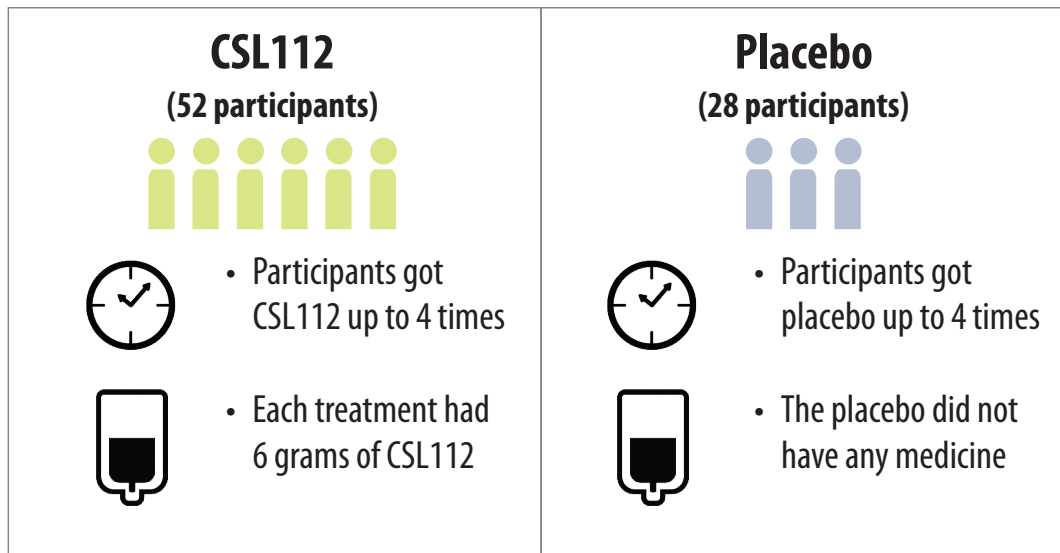 CSL112
(52 participants)
• Participants got
CSL112 up to 4 times
• Each treatment had
6 grams of CSL112
Placebo
(28 participants)
• Participants got
placebo up to 4 times
• The placebo did not
have any medicine